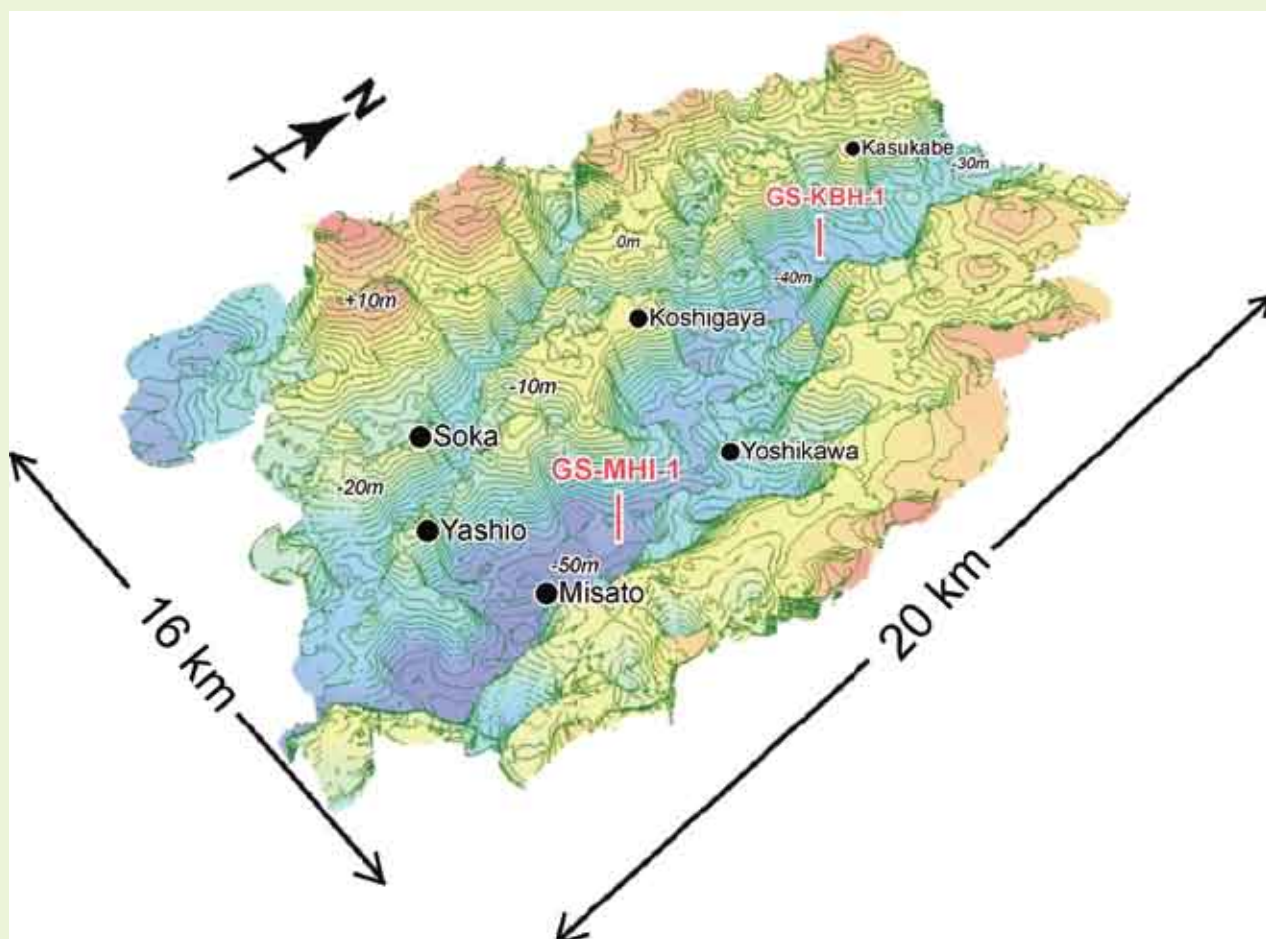 N
Kasukabe
-30m
GS-KBH-1
0m
-40m
+10m
Koshigaya
-10m
Soka
Yoshikawa
GS-MHI-1
-20m
Yashio
-50m
Misato
16 km
20 km